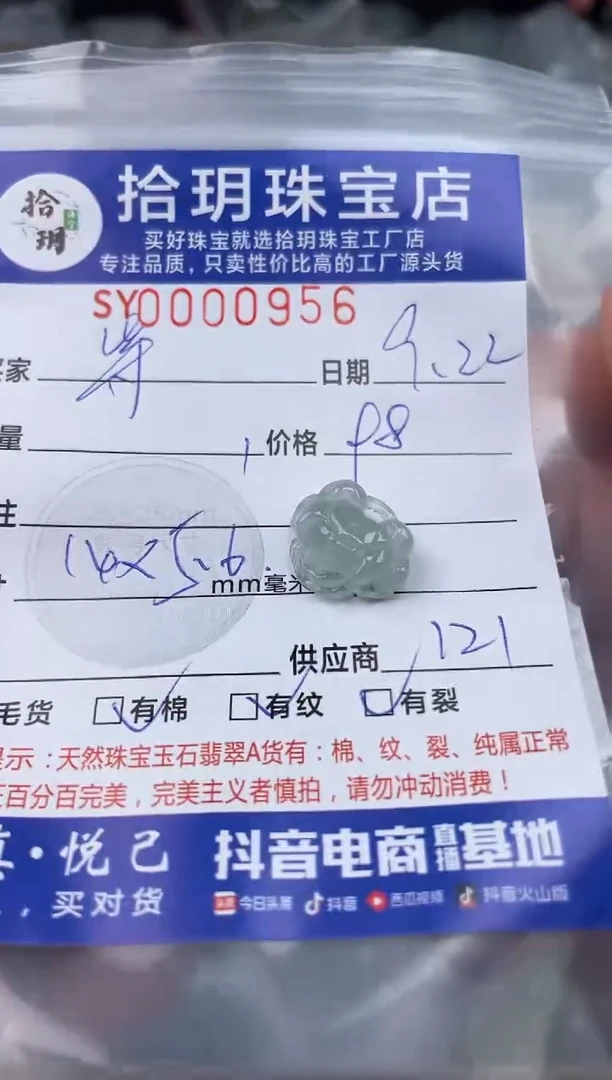 拾玥
拾玥珠宝店
买好珠宝就选拾玥珠宝工厂店
专注品质，只卖性价比高的工厂源头货
SY0000956
买家 日期 9.22
量 1 价格 98
注
14x5.6 mm毫米
供应商 121
毛货 有棉 有纹 有裂
示：天然珠宝玉石翡翠A货有：棉、纹、裂、纯属正常
百分百完美，完美主义者慎拍，请勿冲动消费！
真·悦己 抖音电商直播基地
，买对货 头条 今日头条 抖音 西瓜视频 抖音火山版